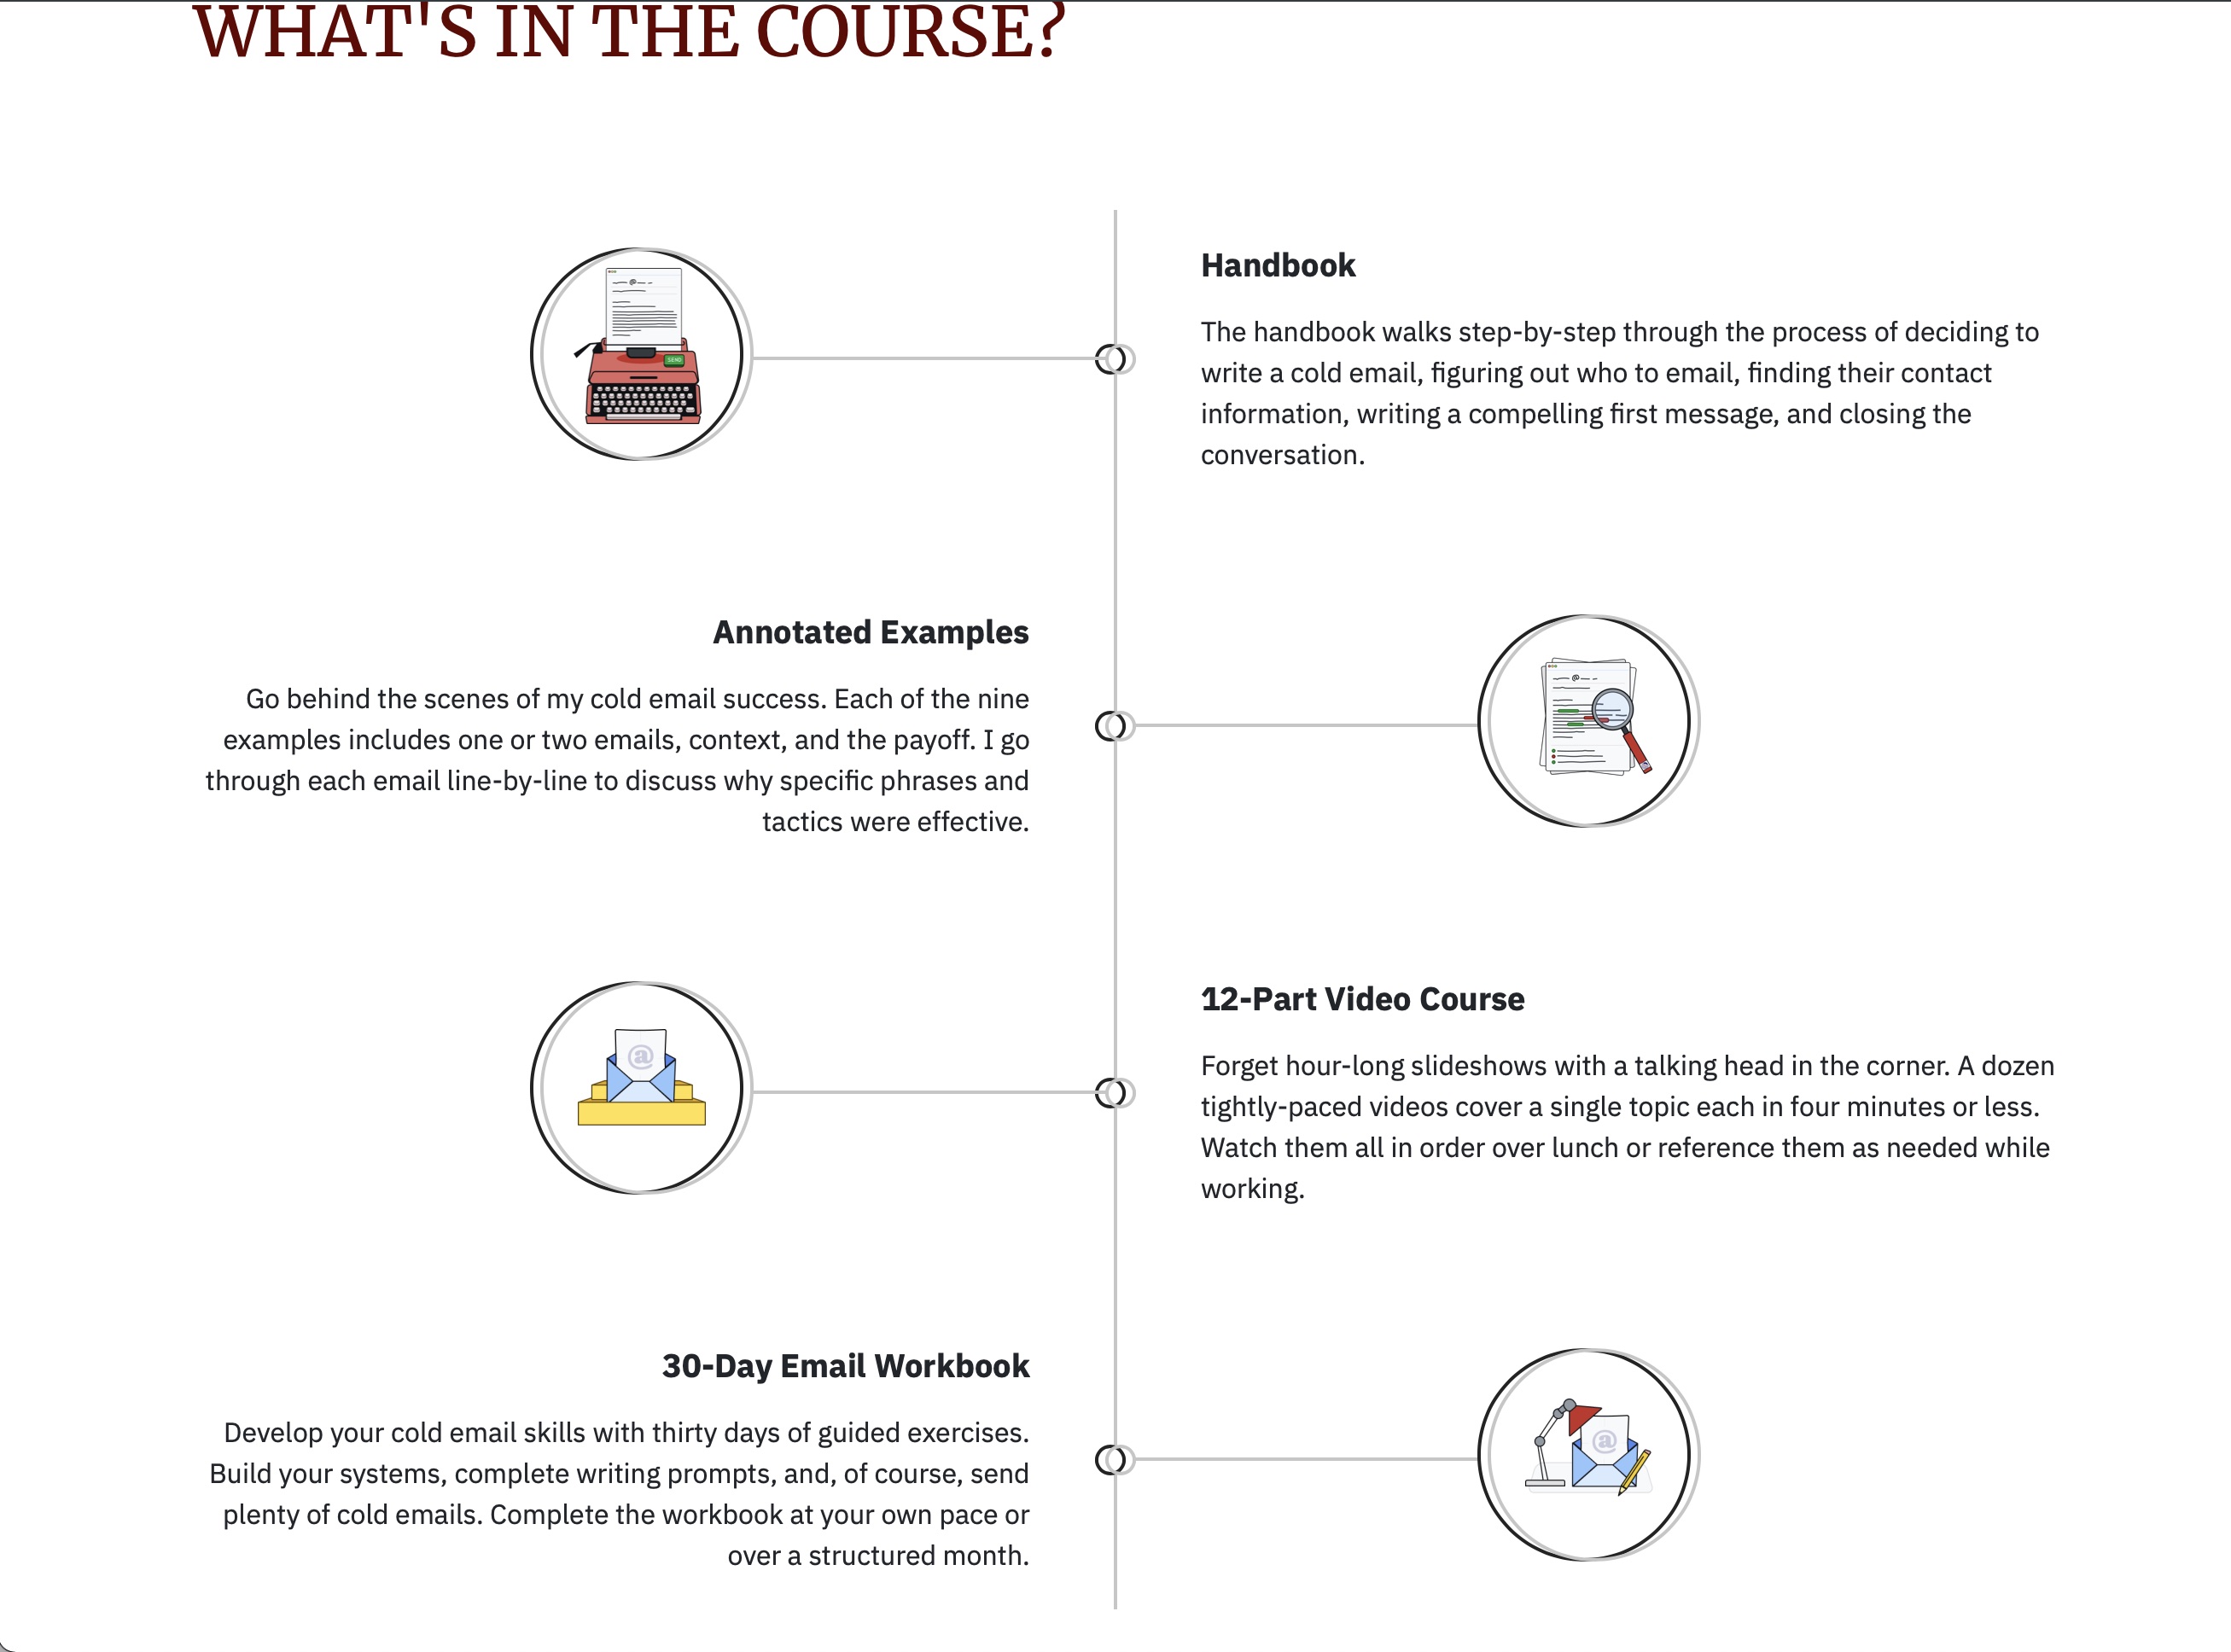 WHAT'S IN THE COURSE?
SEND
Handbook
The handbook walks step-by-step through the process of deciding to
write a cold email, figuring out who to email, finding their contact
information, writing a compelling first message, and closing the
conversation.
Annotated Examples
Go behind the scenes of my cold email success. Each of the nine
examples includes one or two emails, context, and the payoff. I go
through each email line-by-line to discuss why specific phrases and
tactics were effective.
12-Part Video Course
Forget hour-long slideshows with a talking head in the corner. A dozen
tightly-paced videos cover a single topic each in four minutes or less.
Watch them all in order over lunch or reference them as needed while
working.
@
30-Day Email Workbook
Develop your cold email skills with thirty days of guided exercises.
Build your systems, complete writing prompts, and, of course, send
plenty of cold emails. Complete the workbook at your own pace or
over a structured month.
@